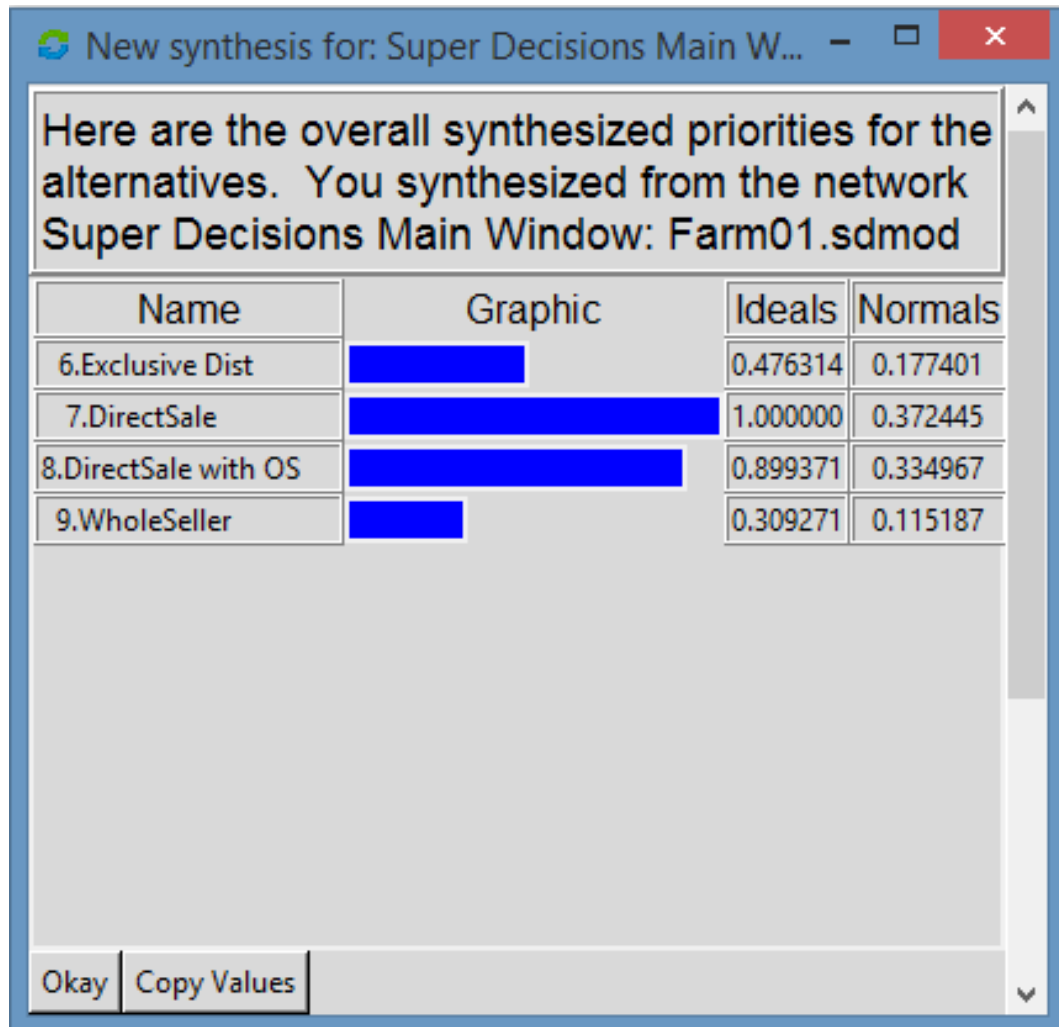 New synthesis for: Super Decisions Main W...
Here are the overall synthesized priorities for the
alternatives. You synthesized from the network
Super Decisions Main Window: Farm01.sdmod
Name Graphic Ideals Normals
6.Exclusive Dist 0.476314 0.177401
7.DirectSale 1.000000 0.372445
8.DirectSale with OS 0.899371 0.334967
9.WholeSeller 0.309271 0.115187
Okay Copy Values